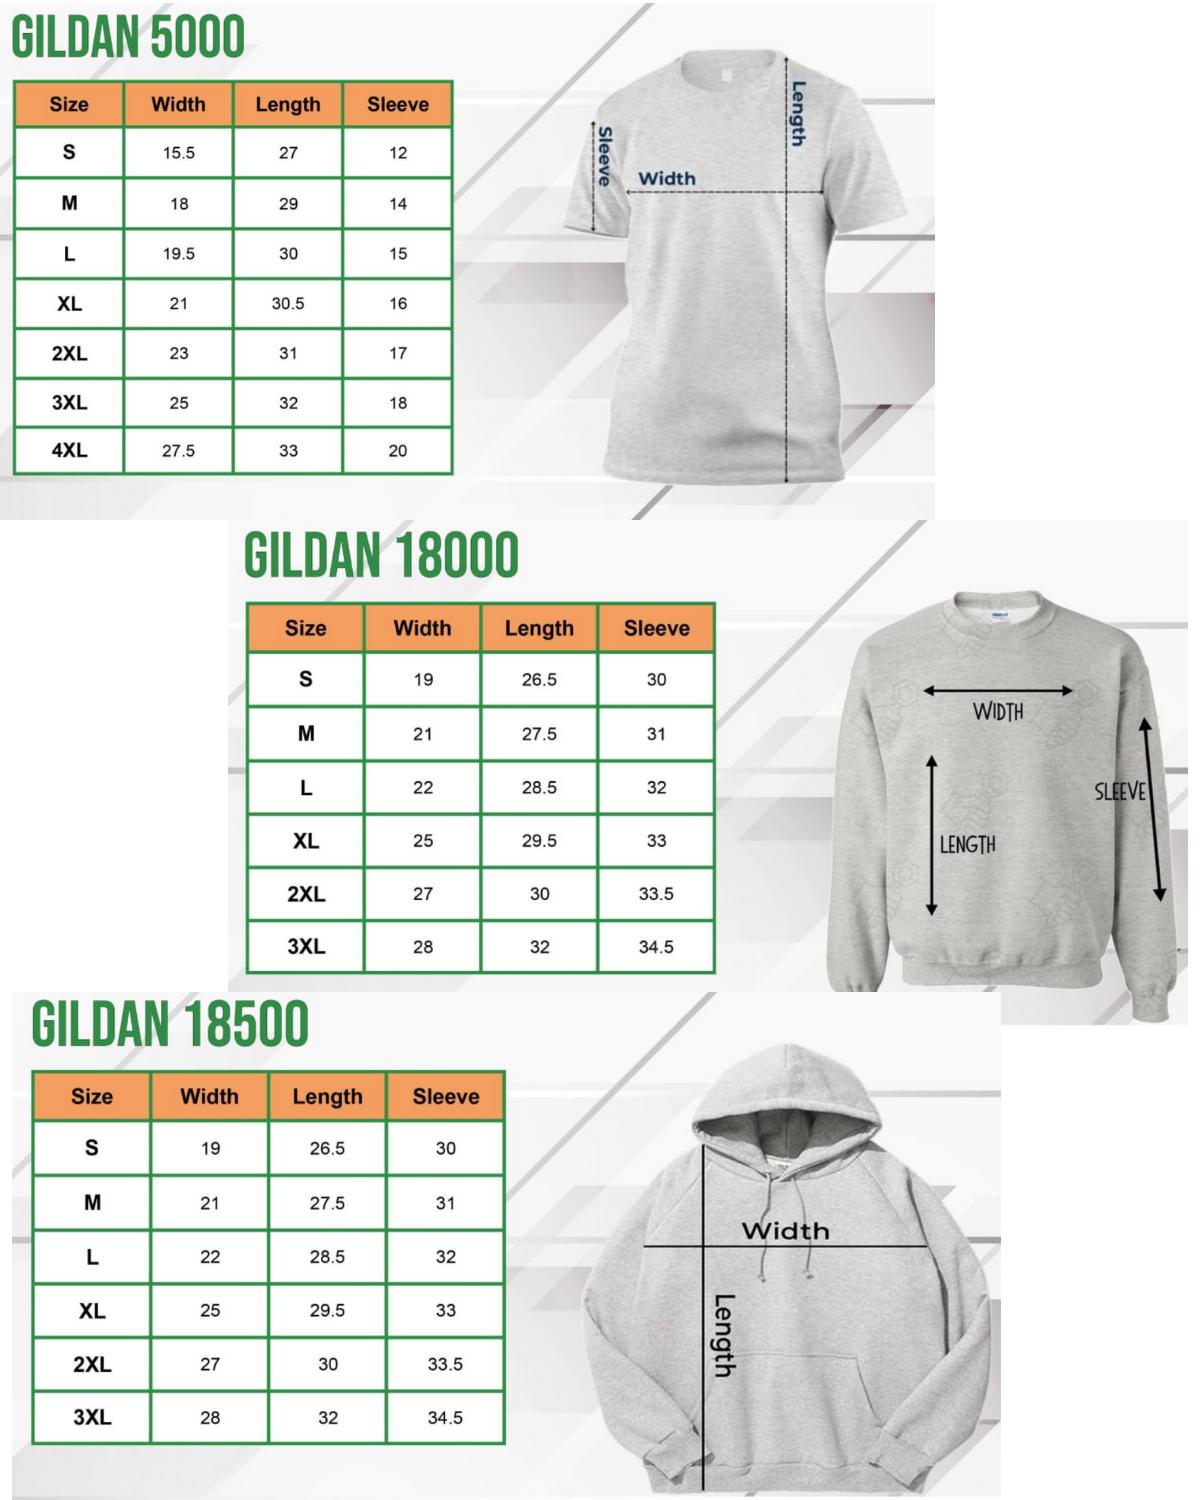 GILDAN 5000
Size Width Length Sleeve
S 15.5 27 12
M 18 29 14
L 19.5 30 15
XL 21 30.5 16
2XL 23 31 17
3XL 25 32 18
4XL 27.5 33 20
Length
Sleeve
Width
GILDAN 18000
Size Width Length Sleeve
S 19 26.5 30
M 21 27.5 31
L 22 28.5 32
XL 25 29.5 33
2XL 27 30 33.5
3XL 28 32 34.5
WIDTH
SLEEVE
LENGTH
GILDAN 18500
Size Width Length Sleeve
S 19 26.5 30
M 21 27.5 31
L 22 28.5 32
XL 25 29.5 33
2XL 27 30 33.5
3XL 28 32 34.5
Width
Length